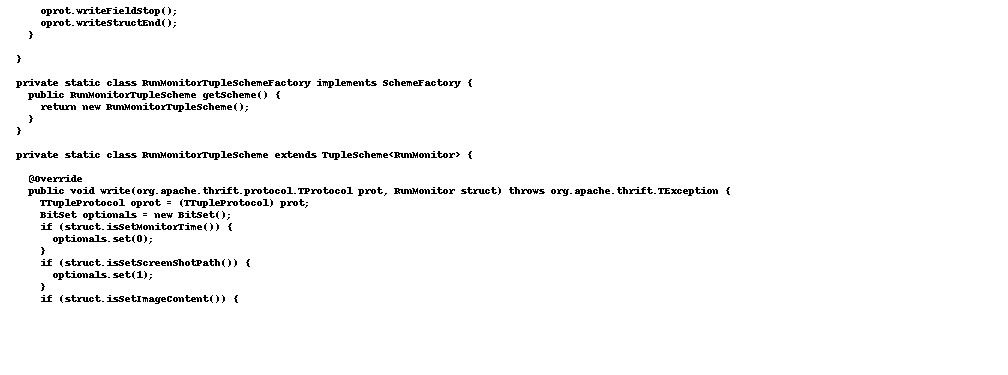 oprot.writeFieldStop();
oprot.writeStructEnd();
}
}
private static class RunMonitorTupleSchemeFactory implements SchemeFactory {
public RunMonitorTupleScheme getScheme() {
return new RunMonitorTupleScheme();
}
}
private static class RunMonitorTupleScheme extends TupleScheme<RunMonitor> {
@Override
public void write(org.apache.thrift.protocol.TProtocol prot, RunMonitor struct) throws org.apache.thrift.TException {
TTupleProtocol oprot = (TTupleProtocol) prot;
BitSet optionals = new BitSet();
if (struct.isSetMonitorTime()) {
optionals.set(0);
}
if (struct.isSetScreenShotPath()) {
optionals.set(1);
}
if (struct.isSetImageContent()) {